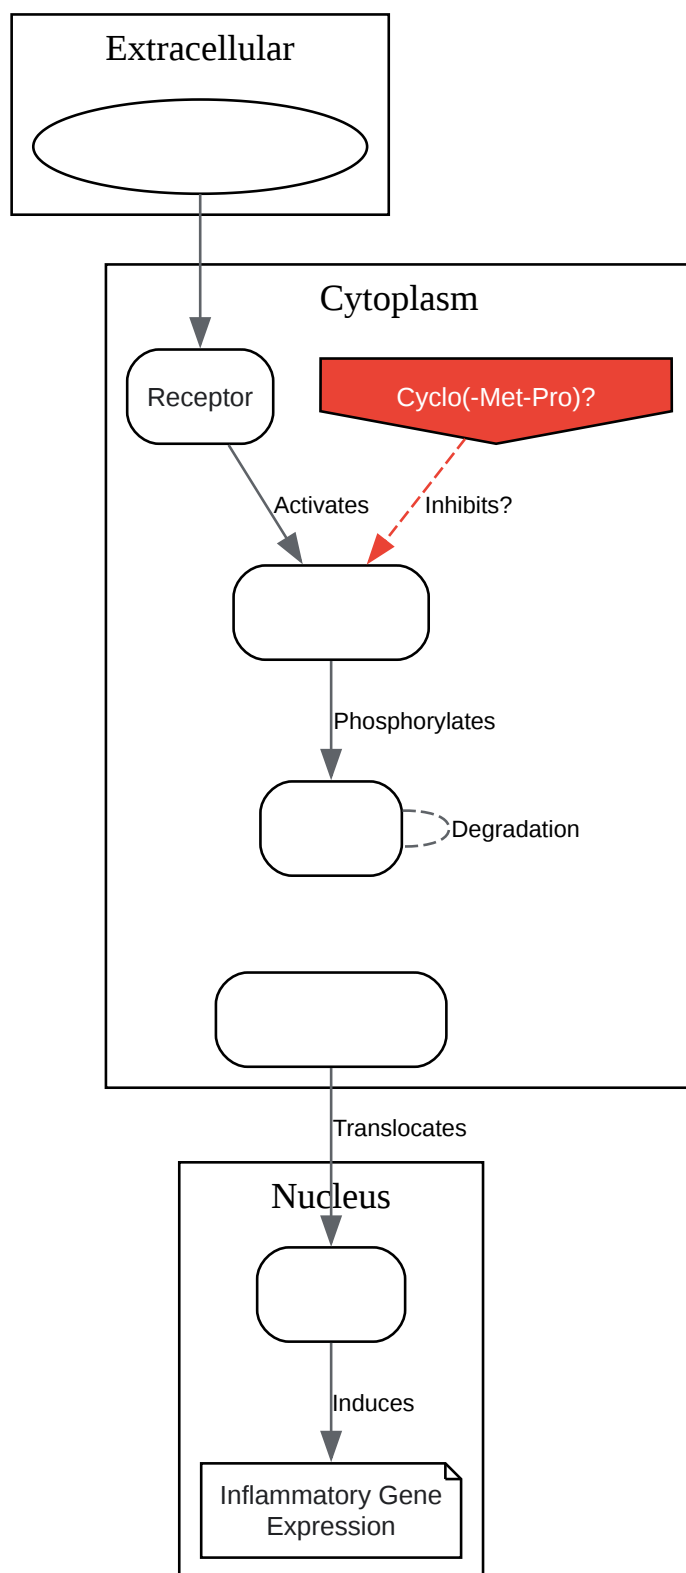 Extracellular
Cytoplasm
Receptor
Cyclo(-Met-Pro)?
Activates
Inhibits?
Phosphorylates
Degradation
Translocates
Nucleus
Induces
Inflammatory Gene
Expression